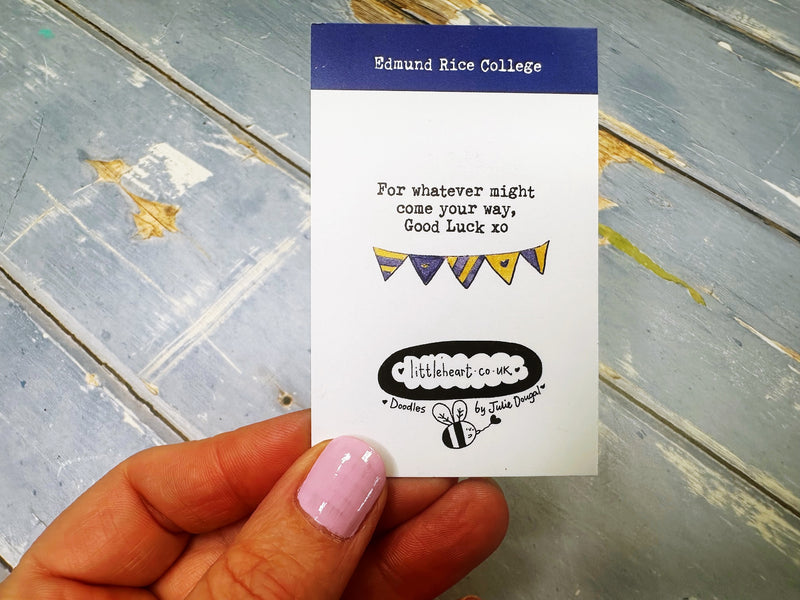 Edmund Rice College
For whatever might
come your way,
Good Luck xo
littleheart.co.uk
Doodles by Julie Dougal